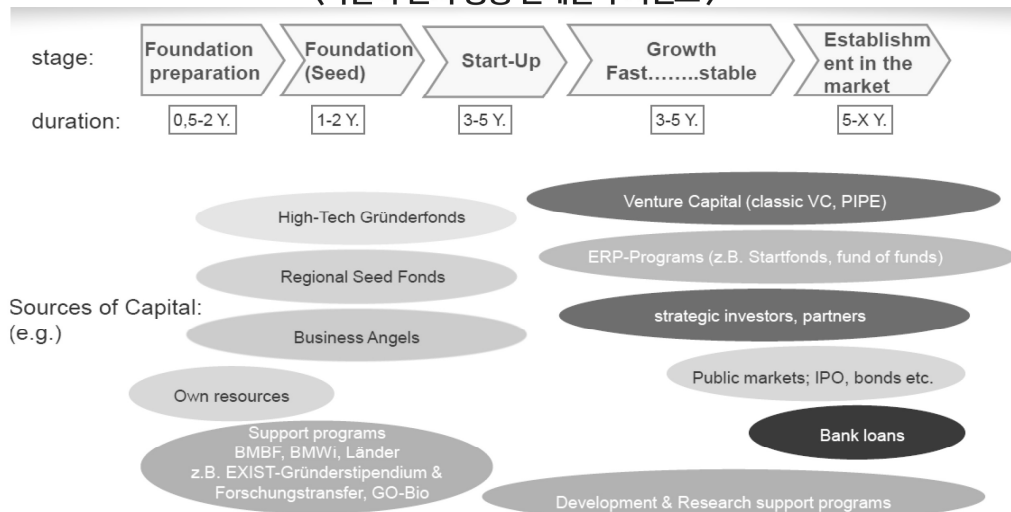 stage:
Foundation
preparation
Foundation
(Seed)
Start-Up
Growth
Fast........stable
Establishm
ent in the
market
duration:
0,5-2 Y.
1-2 Y.
3-5 Y.
3-5 Y.
5-X Y.
High-Tech Gründerfonds
Venture Capital (classic VC, PIPE)
Regional Seed Fonds
ERP-Programs (z.B. Startfonds, fund of funds)
Sources of Capital:
(e.g.)
Business Angels
strategic investors, partners
Own resources
Public markets; IPO, bonds etc.
Support programs
BMBF, BMWi, Länder
z.B. EXIST-Gründerstipendium &
Forschungstransfer, GO-Bio
Bank loans
Development & Research support programs